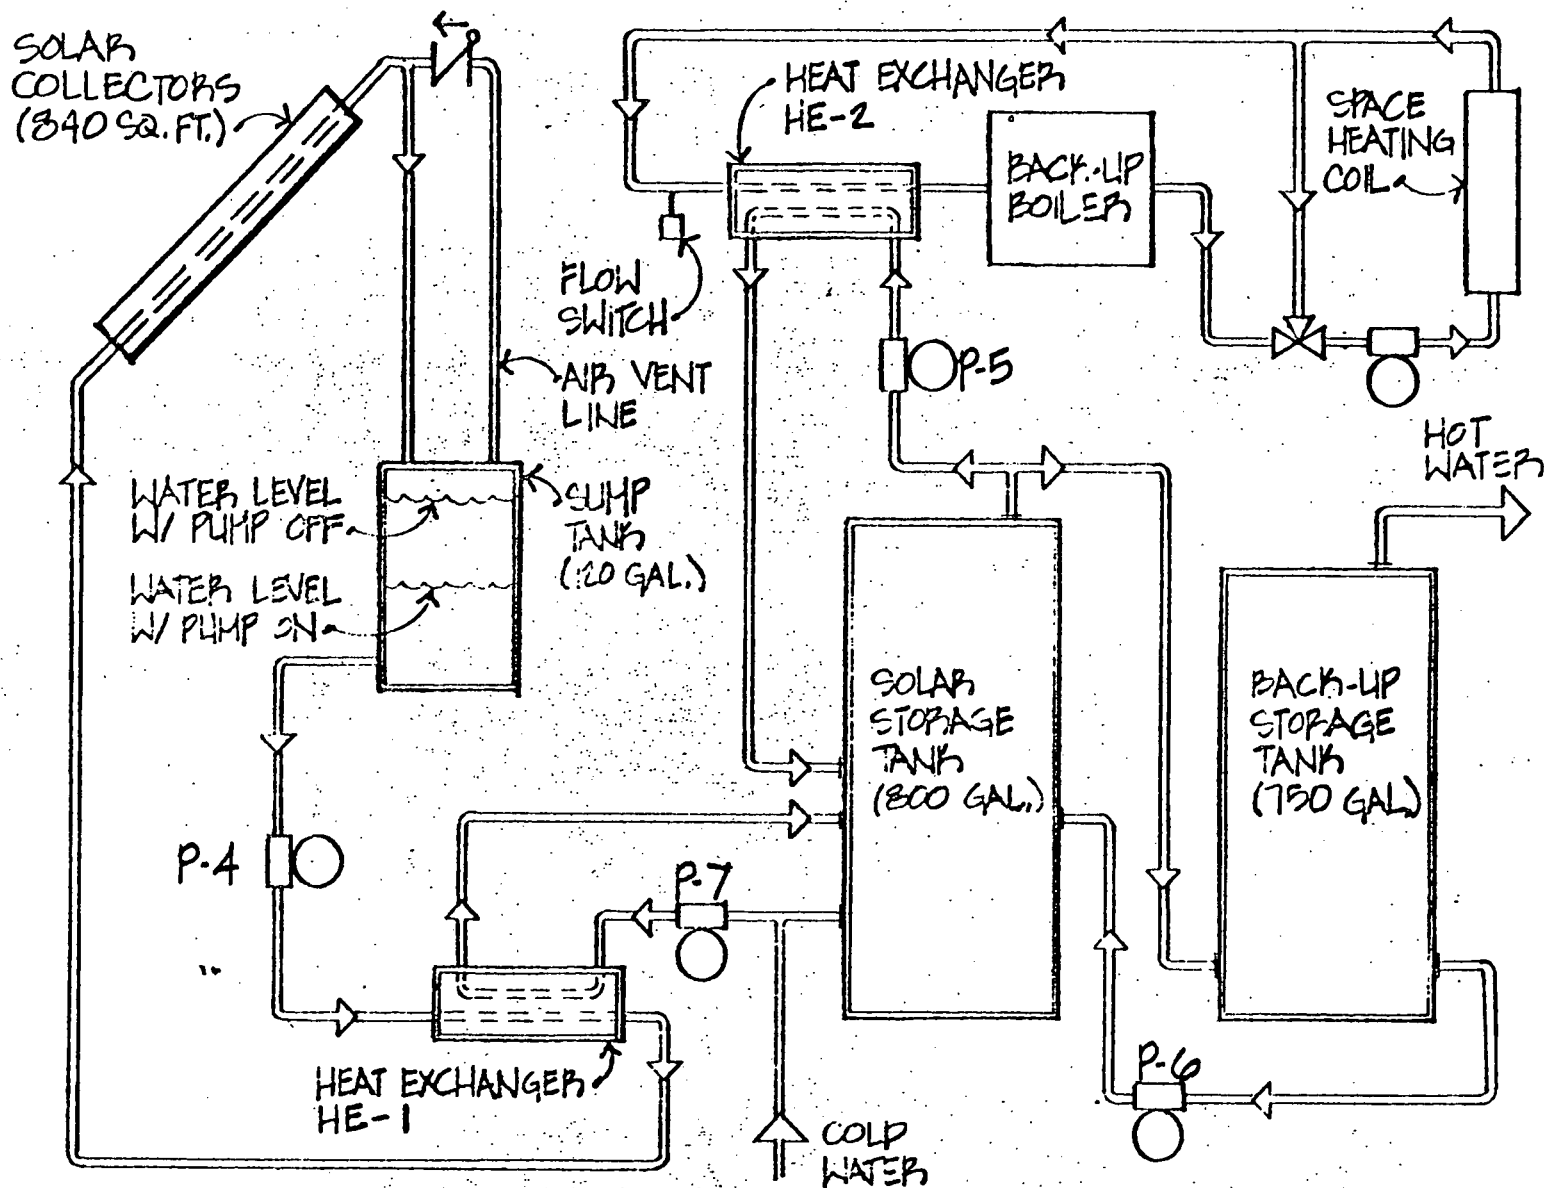 SOLAR
COLLECTORS
(840 SQ. FT.)
HEAT EXCHANGER
HE-2
BACK-UP
BOILER
SPACE
HEATING
COIL
FLOW
SWITCH
AIR VENT
LINE
P-5
HOT
WATER
WATER LEVEL
W/ PUMP OFF
SUMP
TANK
(120 GAL.)
WATER LEVEL
W/ PUMP ON
SOLAR
STORAGE
TANK
(800 GAL.)
BACK-UP
STORAGE
TANK
(750 GAL.)
P-4
P-7
HEAT EXCHANGER
HE-1
P-6
COLD
WATER